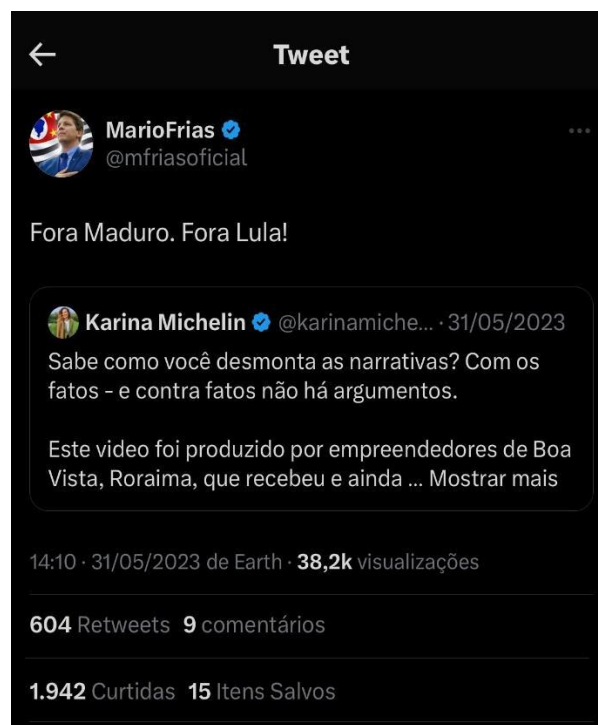 Tweet
MarioFrias
@mfriasoficial
Fora Maduro. Fora Lula!
Karina Michelin @karinamiche... · 31/05/2023
Sabe como você desmonta as narrativas? Com os
fatos - e contra fatos não há argumentos.
Este video foi produzido por empreendedores de Boa
Vista, Roraima, que recebeu e ainda ... Mostrar mais
14:10 · 31/05/2023 de Earth · 38,2k visualizações
604 Retweets 9 comentários
1.942 Curtidas 15 Itens Salvos